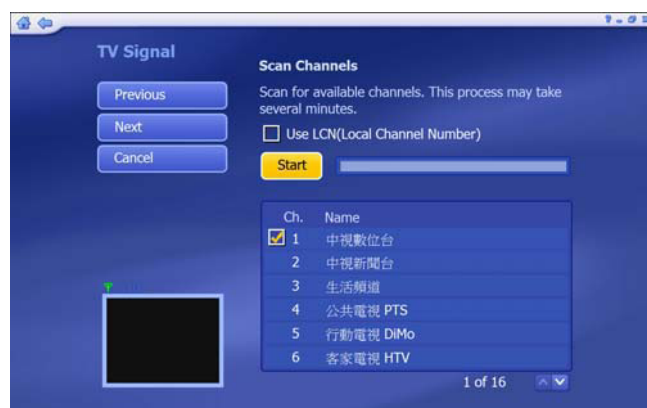 TV Signal
Previous
Next
Cancel
Scan Channels
Scan for available channels. This process may take
several minutes.
Use LCN(Local Channel Number)
Start
Ch. Name
1 中視數位台
2 中視新聞台
3 生活頻道
4 公共電視 PTS
5 行動電視 DiMo
6 客家電視 HTV
1 of 16